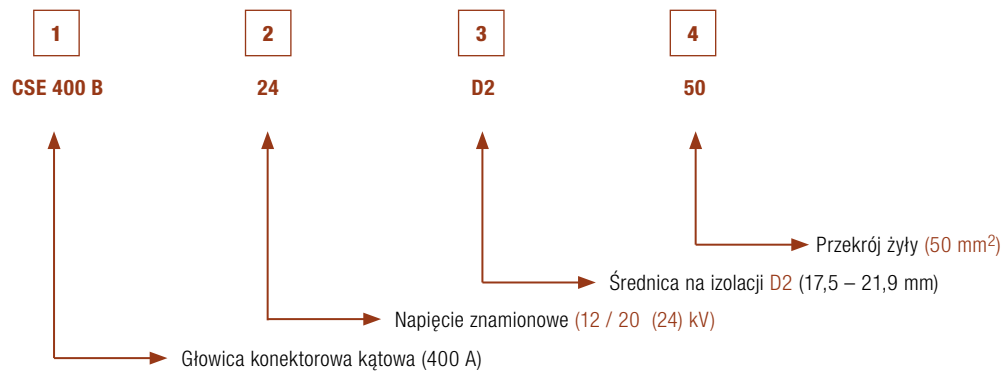 1 2 3 4
CSE 400 B 24 D2 50
Przekrój żyły (50 mm²)
Średnica na izolacji D2 (17,5 – 21,9 mm)
Napięcie znamionowe (12 / 20 (24) kV)
Głowica konektorowa kątowa (400 A)